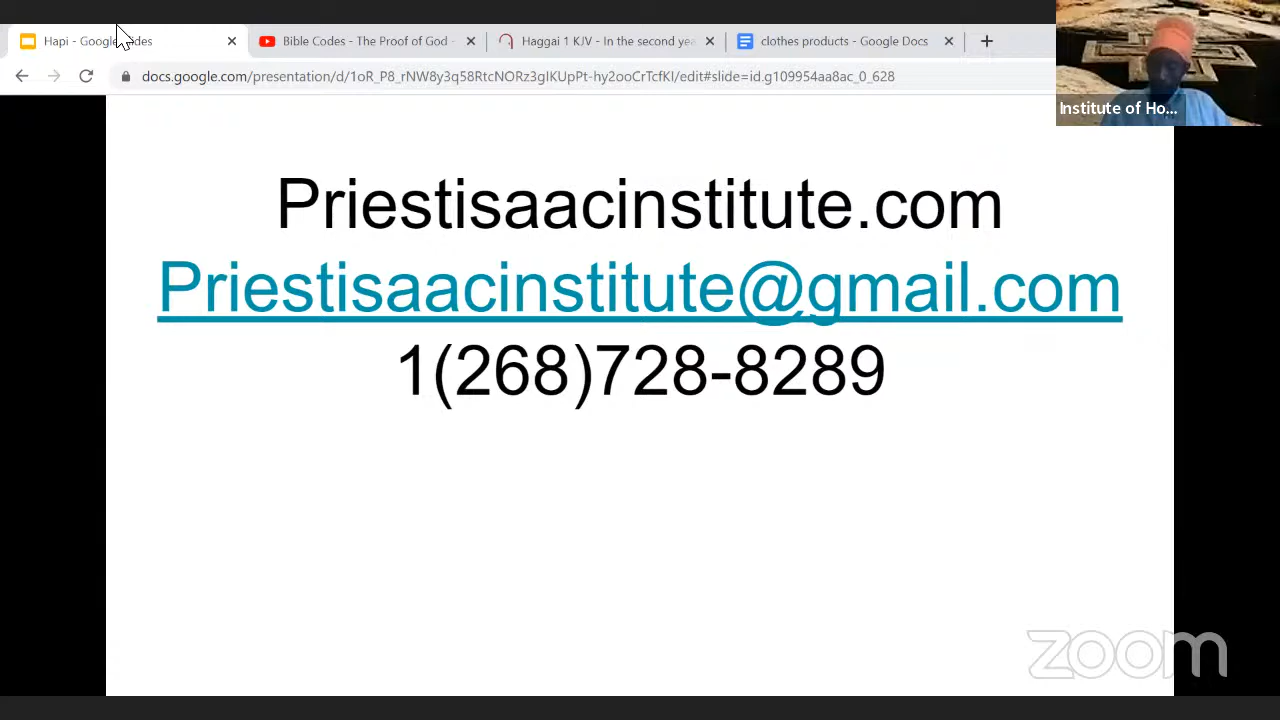 Hapi - Google Slides
Bible Codes - The Proof of God -
Haggai 1 KJV - In the second yea
clothes products - Google Docs
docs.google.com/presentation/d/1oR_P8_rNW8y3q58RtcNORz3gIKUpPt-hy2ooCrTcfKI/edit#slide=id.g109954aa8ac_0_628
Institute of Ho...
Priestisaacinstitute.com
Priestisaacinstitute@gmail.com
1(268)728-8289
zoom